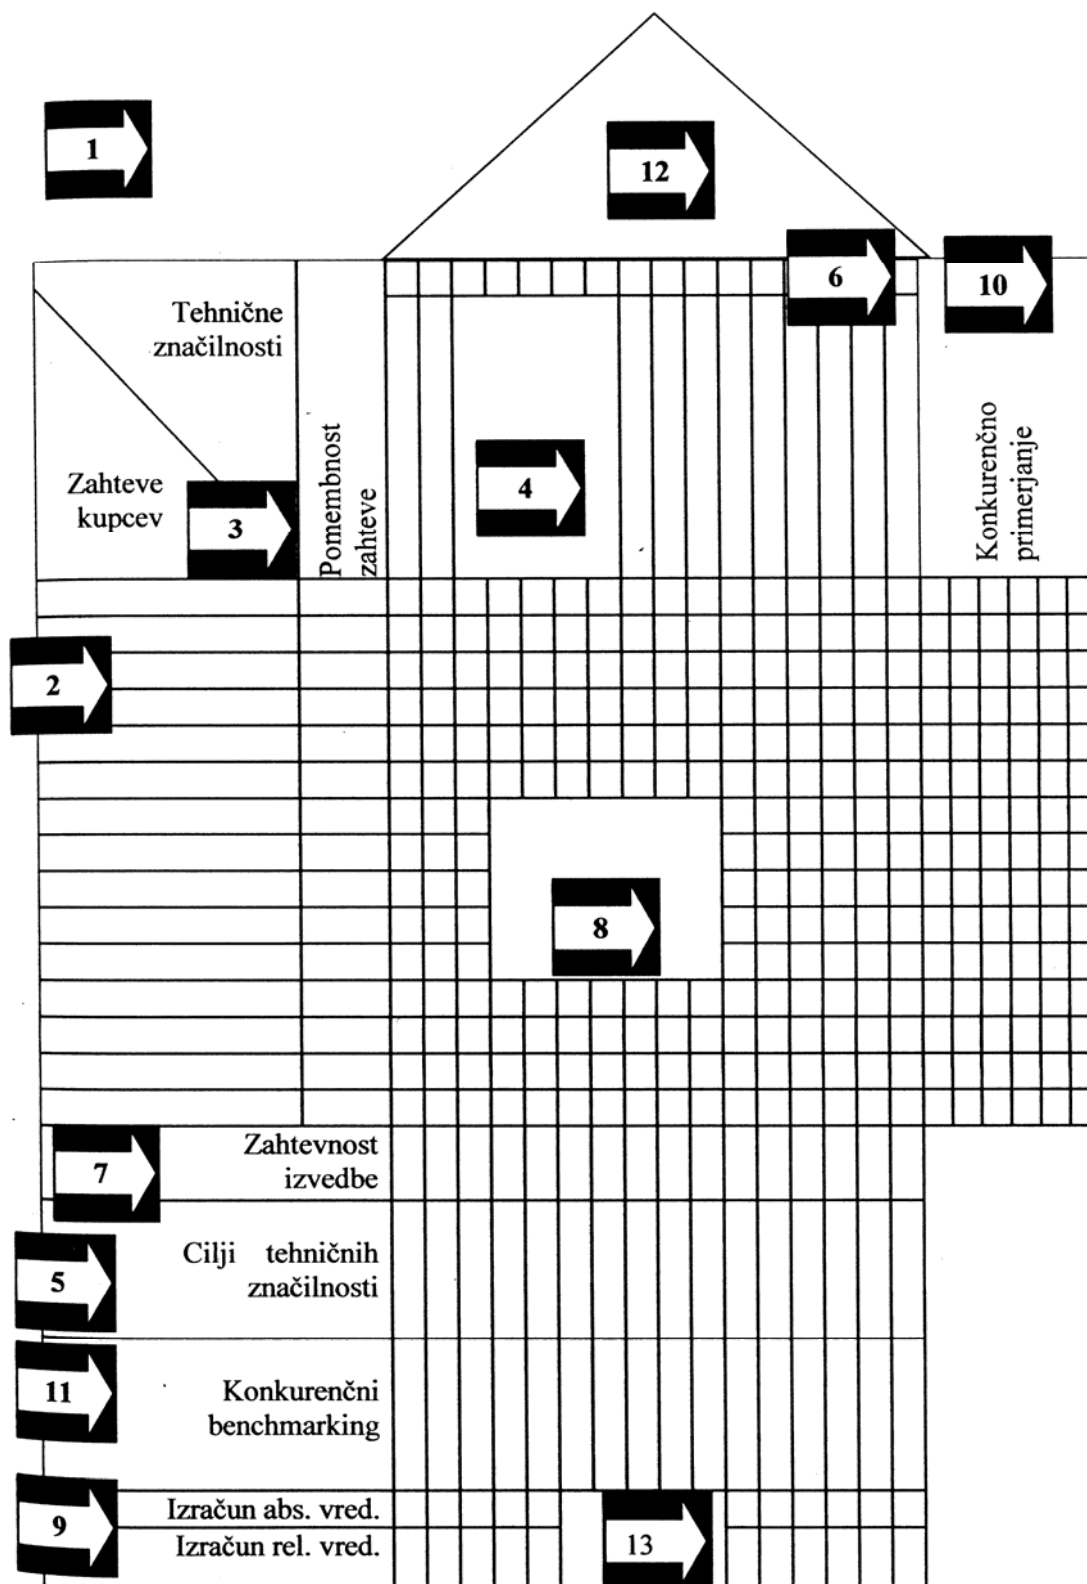 1
12
6
10
Tehnične
značilnosti
Zahteve
kupcev
3
Pomembnost
zahteve
4
Konkurenčno
primerjanje
2
8
7
Zahtevnost
izvedbe
5
Cilji tehničnih
značilnosti
11
Konkurenčni
benchmarking
9
Izračun abs. vred.
Izračun rel. vred.
13